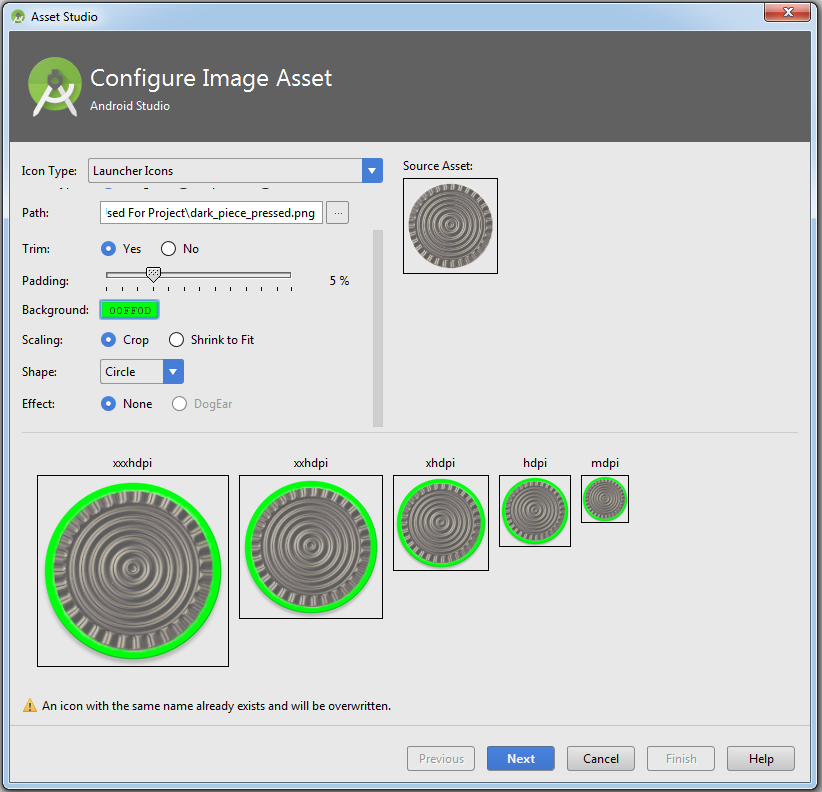 Asset Studio
Configure Image Asset
Android Studio
Icon Type: Launcher Icons
Source Asset:
Path: sed For Project\dark_piece_pressed.png ...
Trim: Yes No
Padding: 5 %
Background: 00FF0D
Scaling: Crop Shrink to Fit
Shape: Circle
Effect: None DogEar
xxxhdpi xxhdpi xhdpi hdpi mdpi
An icon with the same name already exists and will be overwritten.
Previous Next Cancel Finish Help